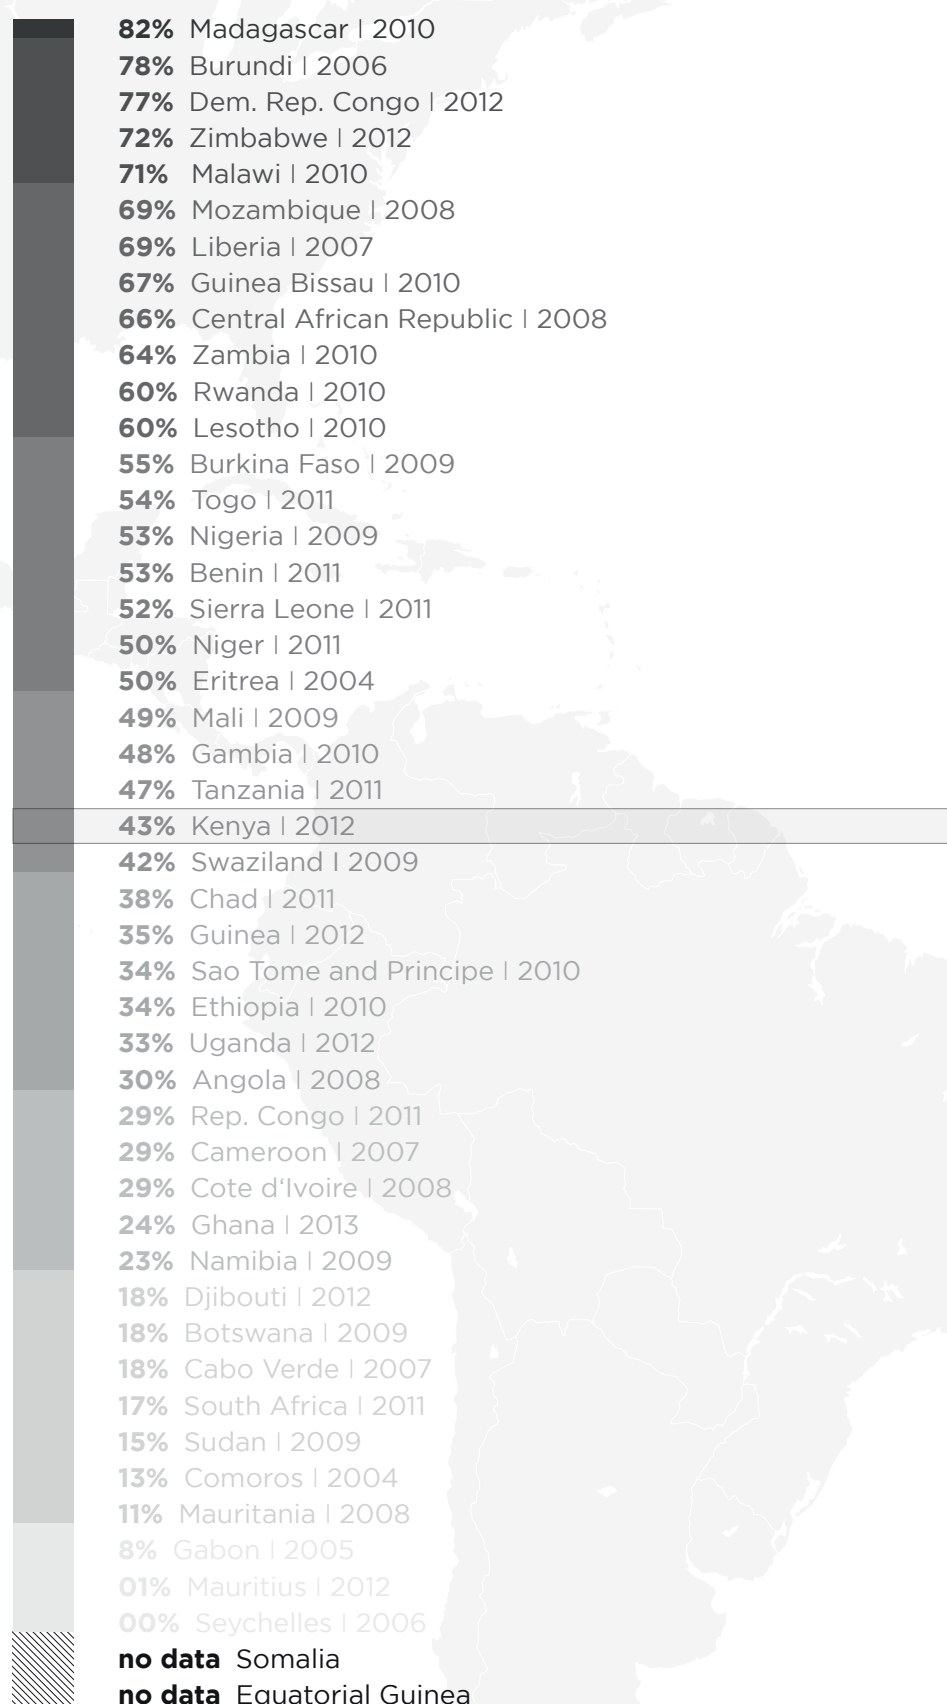 82% Madagascar | 2010
78% Burundi | 2006
77% Dem. Rep. Congo | 2012
72% Zimbabwe | 2012
71% Malawi | 2010
69% Mozambique | 2008
69% Liberia | 2007
67% Guinea Bissau | 2010
66% Central African Republic | 2008
64% Zambia | 2010
60% Rwanda | 2010
60% Lesotho | 2010
55% Burkina Faso | 2009
54% Togo | 2011
53% Nigeria | 2009
53% Benin | 2011
52% Sierra Leone | 2011
50% Niger | 2011
50% Eritrea | 2004
49% Mali | 2009
48% Gambia | 2010
47% Tanzania | 2011
43% Kenya | 2012
42% Swaziland | 2009
38% Chad | 2011
35% Guinea | 2012
34% Sao Tome and Principe | 2010
34% Ethiopia | 2010
33% Uganda | 2012
30% Angola | 2008
29% Rep. Congo | 2011
29% Cameroon | 2007
29% Cote d‘Ivoire | 2008
24% Ghana | 2013
23% Namibia | 2009
18% Djibouti | 2012
18% Botswana | 2009
18% Cabo Verde | 2007
17% South Africa | 2011
15% Sudan | 2009
13% Comoros | 2004
11% Mauritania | 2008
8% Gabon | 2005
01% Mauritius | 2012
00% Seychelles | 2006
no data Somalia
no data Equatorial Guinea